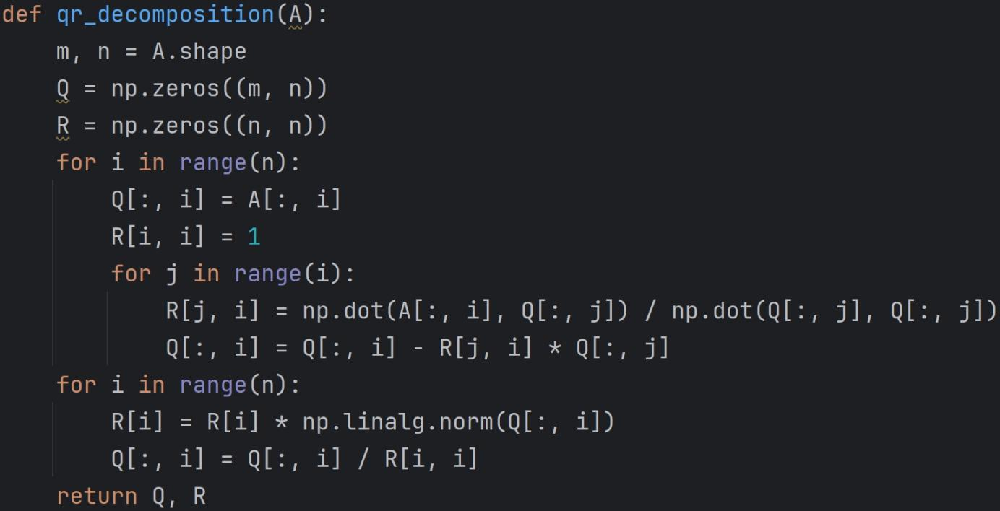 def qr_decomposition(A):
    m, n = A.shape
    Q = np.zeros((m, n))
    R = np.zeros((n, n))
    for i in range(n):
        Q[:, i] = A[:, i]
        R[i, i] = 1
        for j in range(i):
            R[j, i] = np.dot(A[:, i], Q[:, j]) / np.dot(Q[:, j], Q[:, j])
            Q[:, i] = Q[:, i] - R[j, i] * Q[:, j]
    for i in range(n):
        R[i] = R[i] * np.linalg.norm(Q[:, i])
        Q[:, i] = Q[:, i] / R[i, i]
    return Q, R